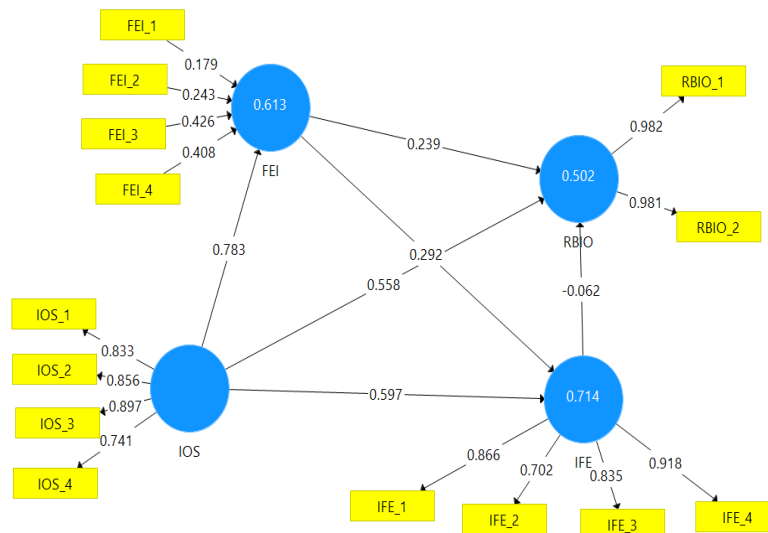 FEI_1
0.179
FEI_2
0.243
FEI_3
0.426
FEI_4
0.408
0.613
FEI
RBIO_1
0.982
0.239
0.502
RBIO
0.981
RBIO_2
0.783
0.292
0.558
-0.062
IOS_1
0.833
IOS_2
0.856
IOS_3
0.897
IOS_4
0.741
IOS
0.597
0.714
IFE
0.866
IFE_1
0.702
IFE_2
0.835
IFE_3
0.918
IFE_4